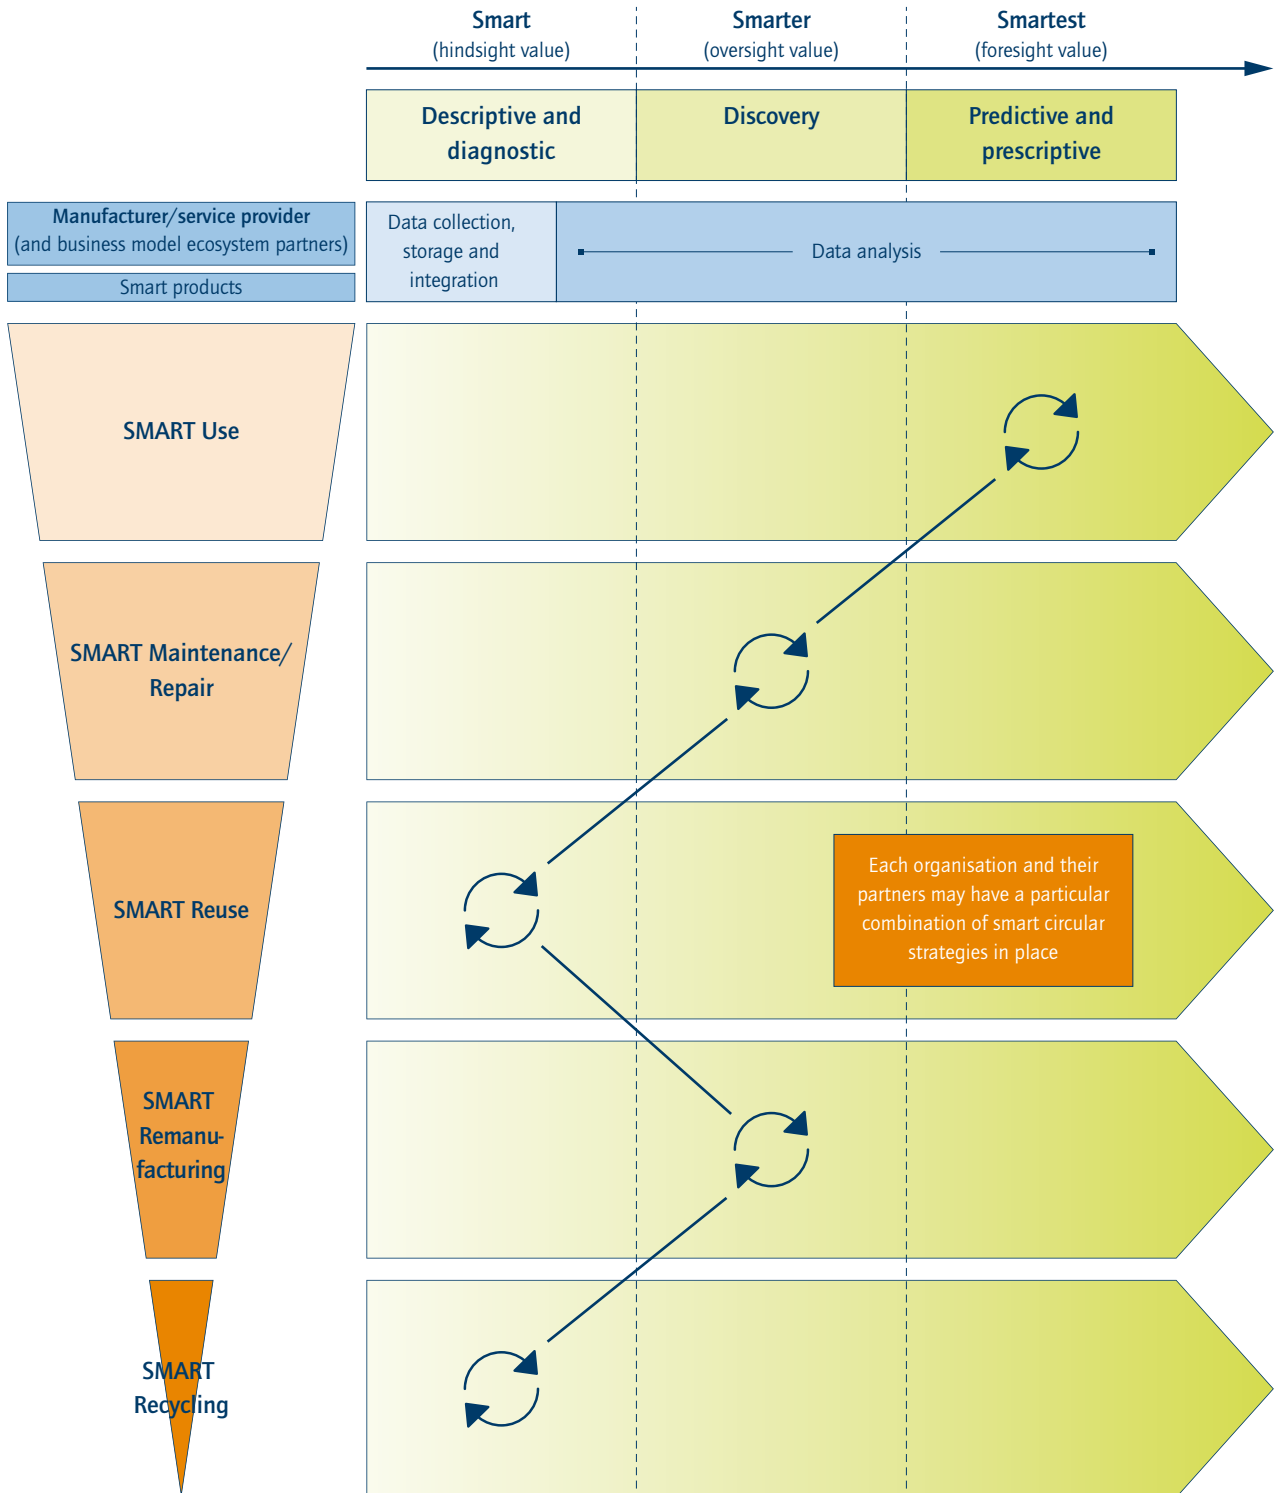 Smart
(hindsight value)
Smarter
(oversight value)
Smartest
(foresight value)
Descriptive and
diagnostic
Discovery
Predictive and
prescriptive
Manufacturer/service provider
(and business model ecosystem partners)
Smart products
Data collection,
storage and
integration
Data analysis
SMART Use
SMART Maintenance/
Repair
SMART Reuse
Each organisation and their
partners may have a particular
combination of smart circular
strategies in place
SMART
Remanu-
facturing
SMART
Recycling